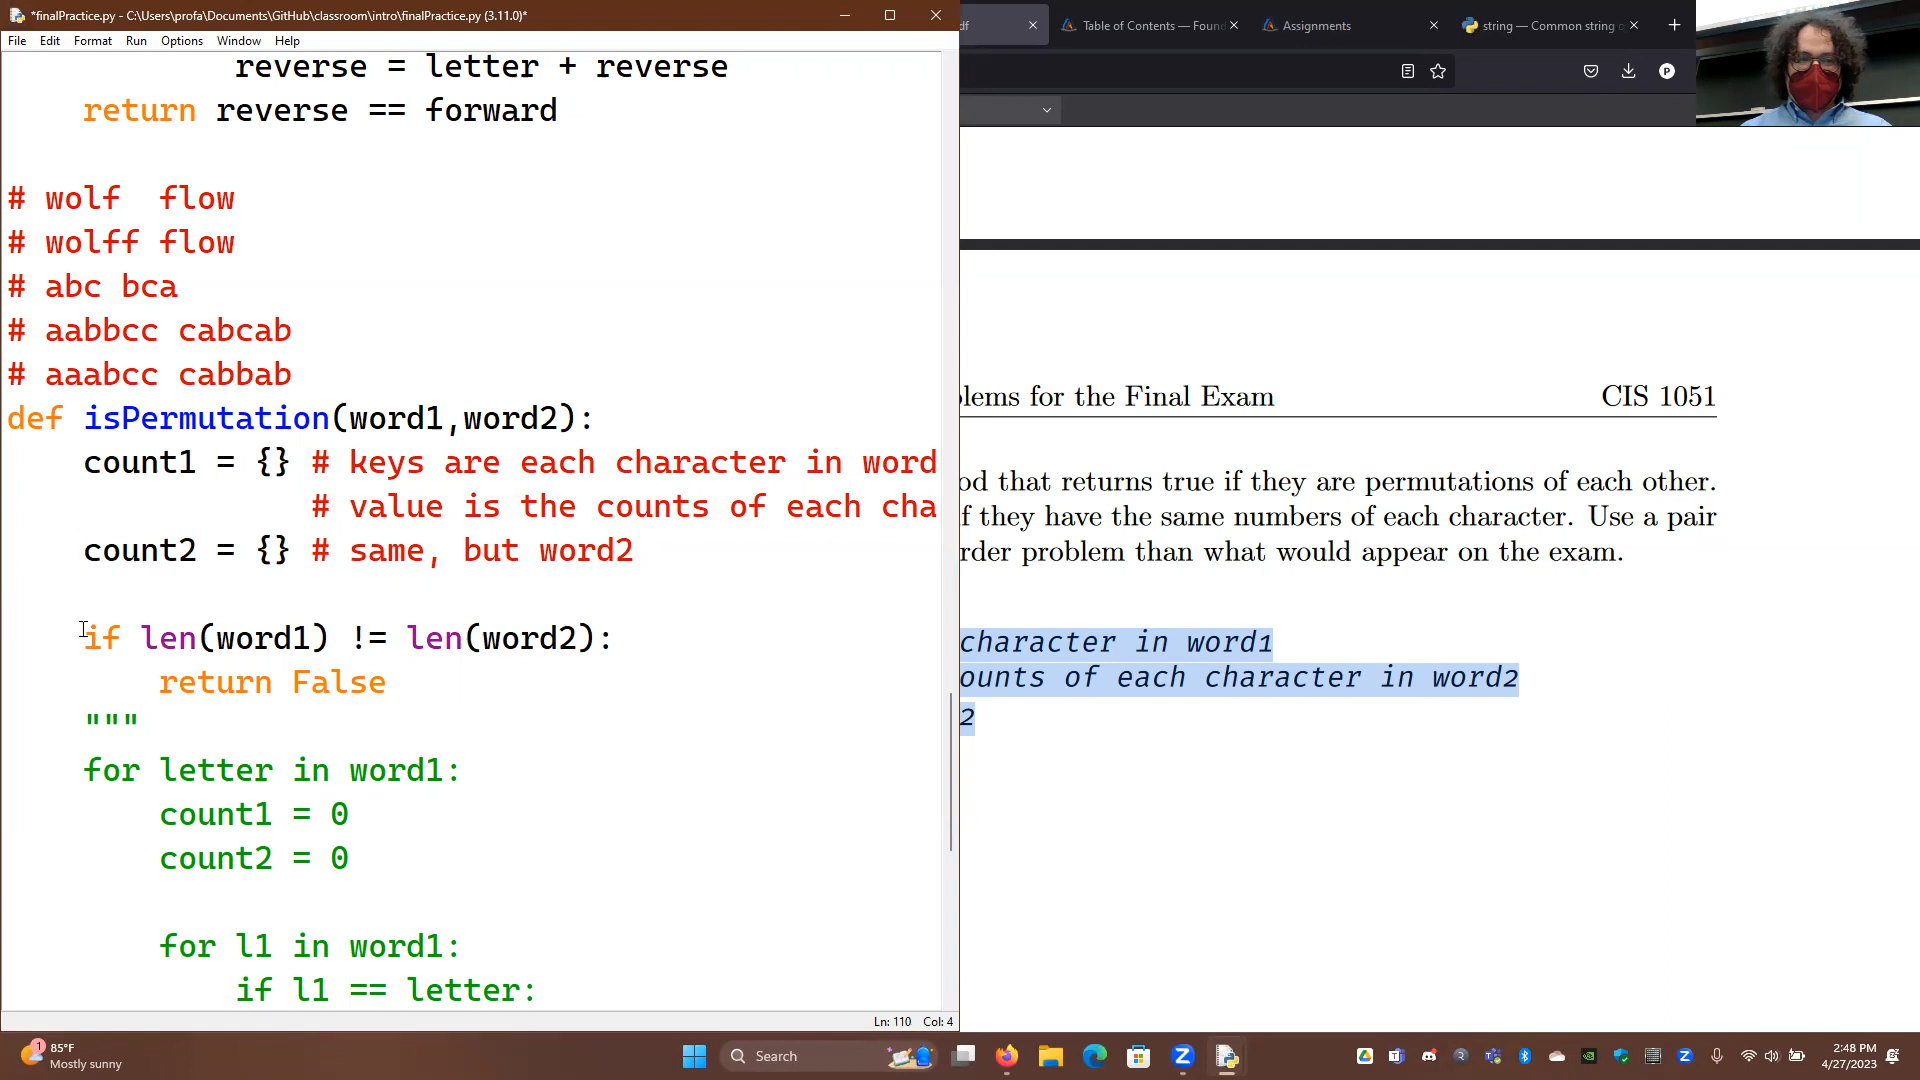 *finalPractice.py - C:\Users\profa\Documents\GitHub\classroom\intro\finalPractice.py (3.11.0)*
File Edit Format Run Options Window Help
reverse = letter + reverse
return reverse == forward
# wolf  flow
# wolff flow
# abc bca
# aabbcc cabcab
# aaabcc cabbab
def isPermutation(word1,word2):
count1 = {} # keys are each character in word
# value is the counts of each cha
count2 = {} # same, but word2
if len(word1) != len(word2):
return False
"""
for letter in word1:
count1 = 0
count2 = 0
for l1 in word1:
if l1 == letter:
Ln: 110 Col: 4
df
Table of Contents — Found
Assignments
string — Common string o
P
lems for the Final Exam CIS 1051
od that returns true if they are permutations of each other.
f they have the same numbers of each character. Use a pair
rder problem than what would appear on the exam.
character in word1
ounts of each character in word2
2
1
85°F
Mostly sunny
Search
2:48 PM
4/27/2023